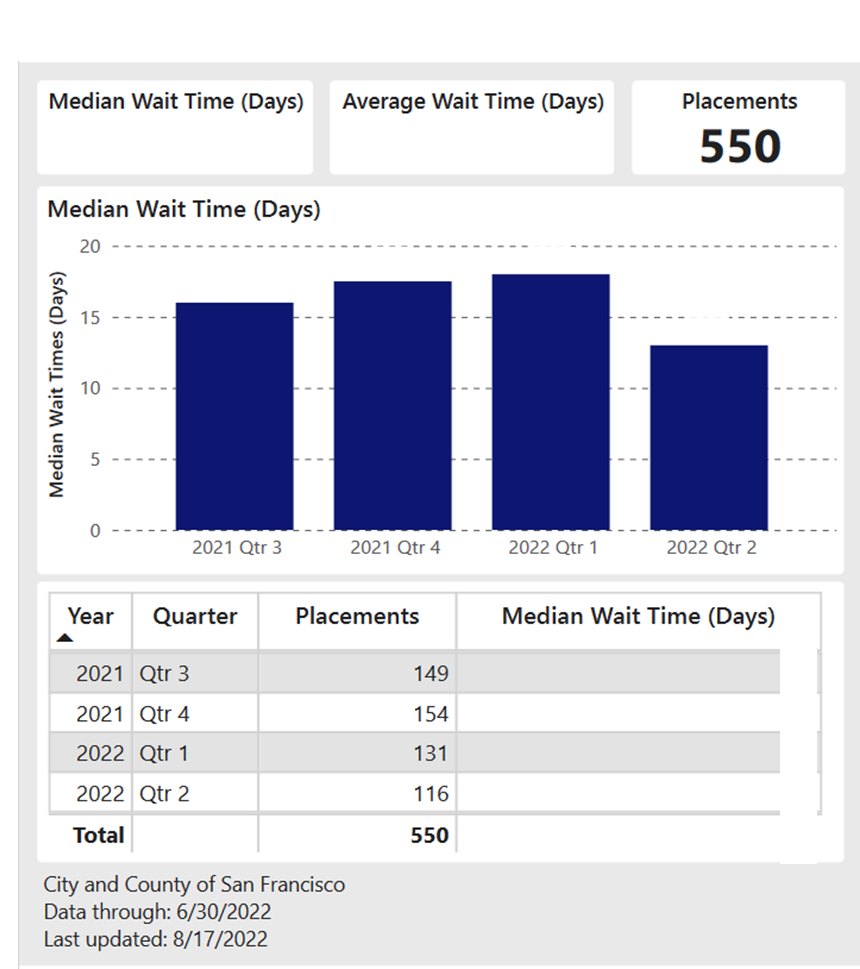 Median Wait Time (Days) Average Wait Time (Days) Placements
550
Median Wait Time (Days)
Median Wait Times (Days)
20
15
10
5
0
2021 Qtr 3 2021 Qtr 4 2022 Qtr 1 2022 Qtr 2
Year Quarter Placements Median Wait Time (Days)
2021 Qtr 3 149
2021 Qtr 4 154
2022 Qtr 1 131
2022 Qtr 2 116
Total 550
City and County of San Francisco
Data through: 6/30/2022
Last updated: 8/17/2022